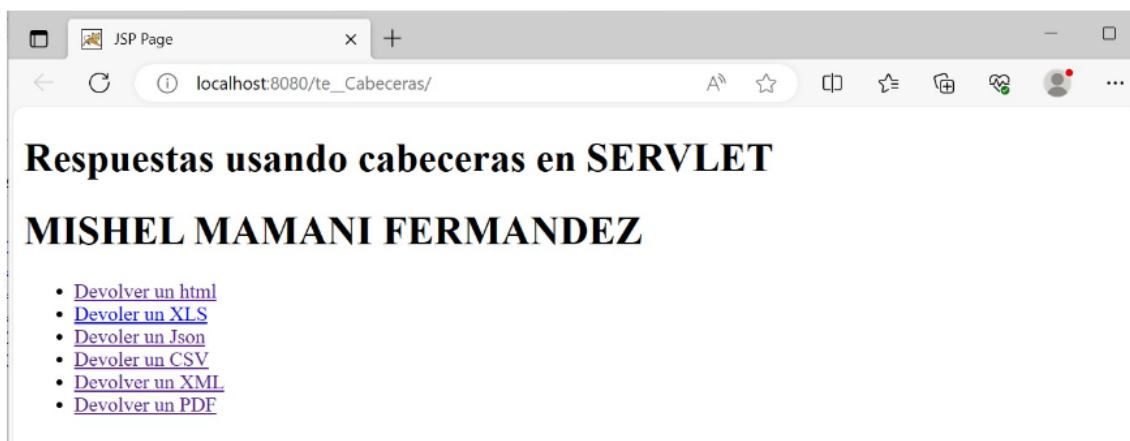 JSP Page
localhost:8080/te__Cabeceras/
Respuestas usando cabeceras en SERVLET
MISHEL MAMANI FERMANDEZ
Devolver un html
Devoler un XLS
Devoler un Json
Devoler un CSV
Devolver un XML
Devolver un PDF